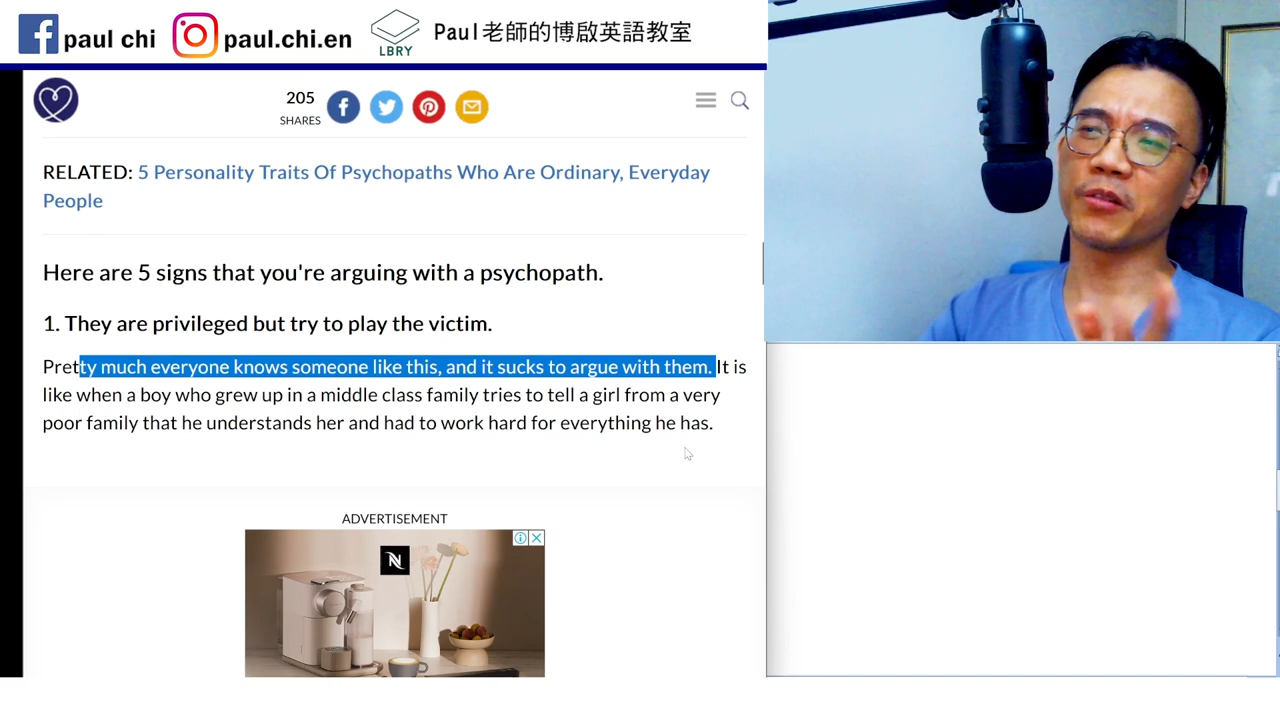 paul chi
paul.chi.en
LBRY
Paul老師的博啟英語教室
205
SHARES
RELATED: 5 Personality Traits Of Psychopaths Who Are Ordinary, Everyday
People
Here are 5 signs that you're arguing with a psychopath.
1. They are privileged but try to play the victim.
Pretty much everyone knows someone like this, and it sucks to argue with them. It is
like when a boy who grew up in a middle class family tries to tell a girl from a very
poor family that he understands her and had to work hard for everything he has.
ADVERTISEMENT